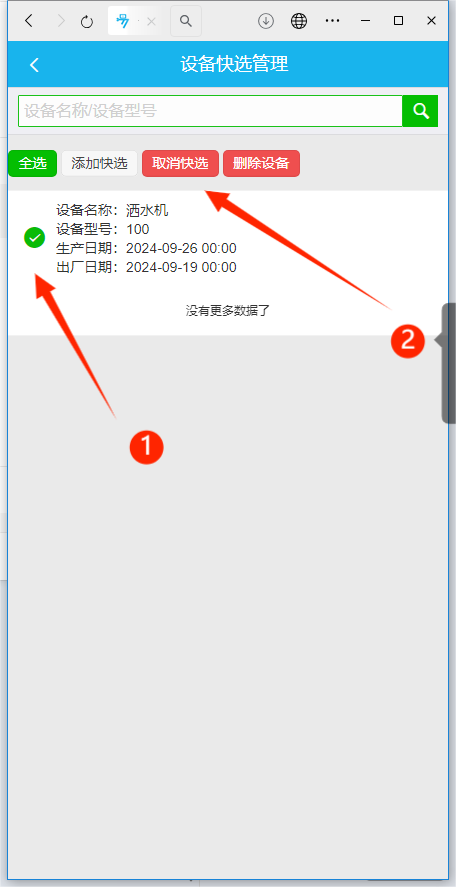 设备快选管理
设备名称/设备型号
全选 添加快选 取消快选 删除设备
设备名称：洒水机
设备型号：100
生产日期：2024-09-26 00:00
出厂日期：2024-09-19 00:00
没有更多数据了
2
1